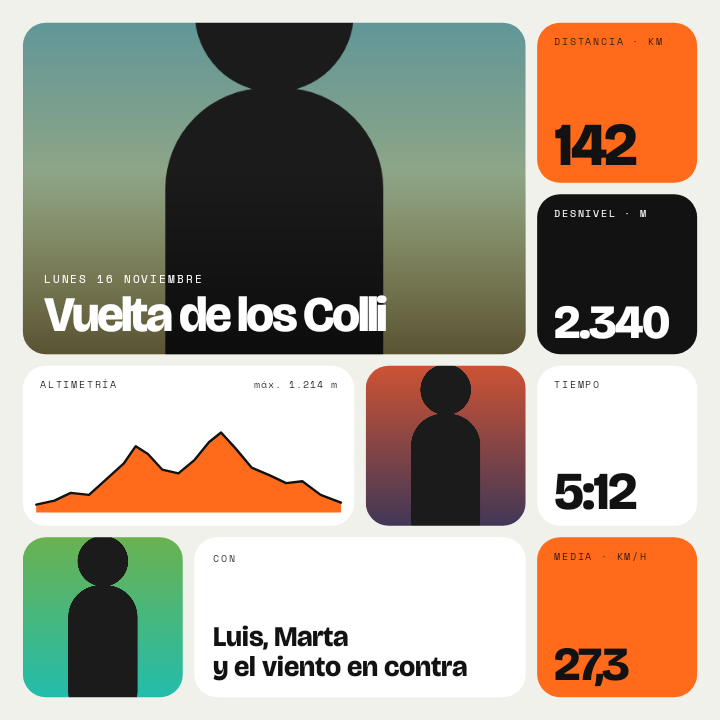 LUNES 16 NOVIEMBRE
Vuelta de los Colli
DISTANCIA · KM
142
DESNIVEL · M
2.340
ALTIMETRÍA
máx. 1.214 m
TIEMPO
5:12
CON
Luis, Marta
y el viento en contra
MEDIA · KM/H
27,3